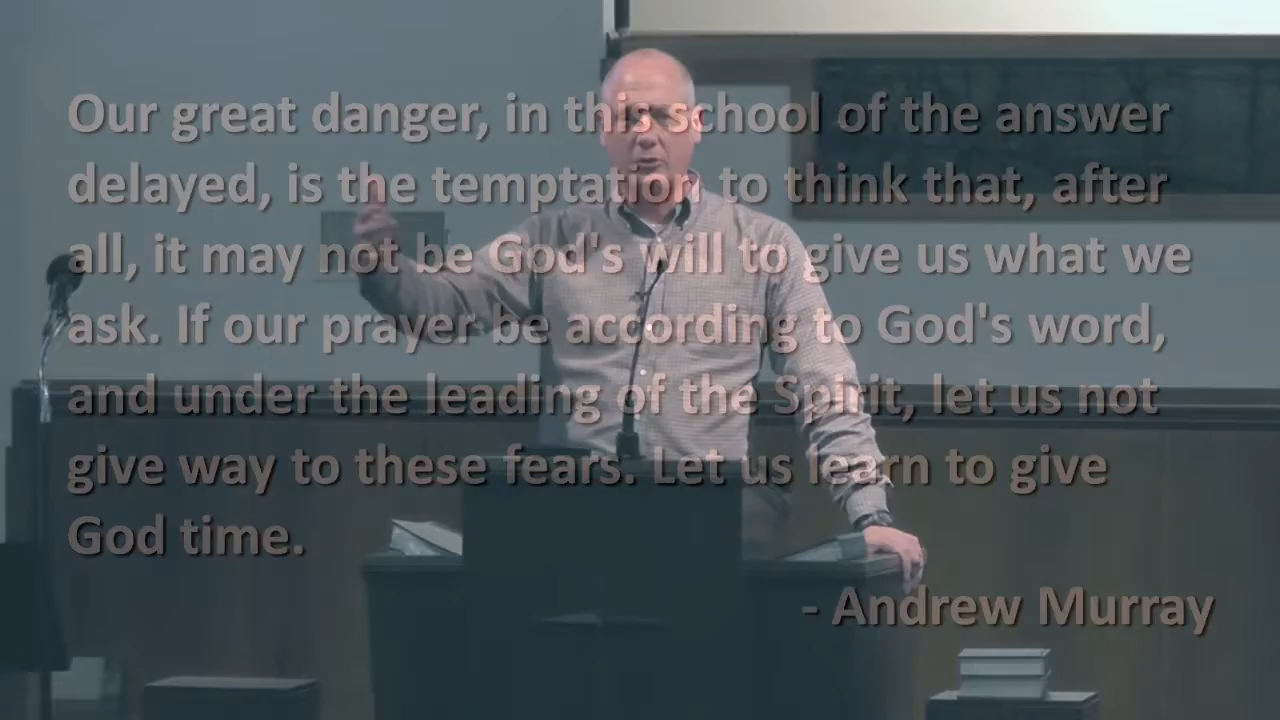 Our great danger, in this school of the answer
delayed, is the temptation, to think that, after
all, it may not be God's will to give us what we
ask. If our prayer be according to God's word,
and under the leading of the Spirit, let us not
give way to these fears. Let us learn to give
God time.
- Andrew Murray